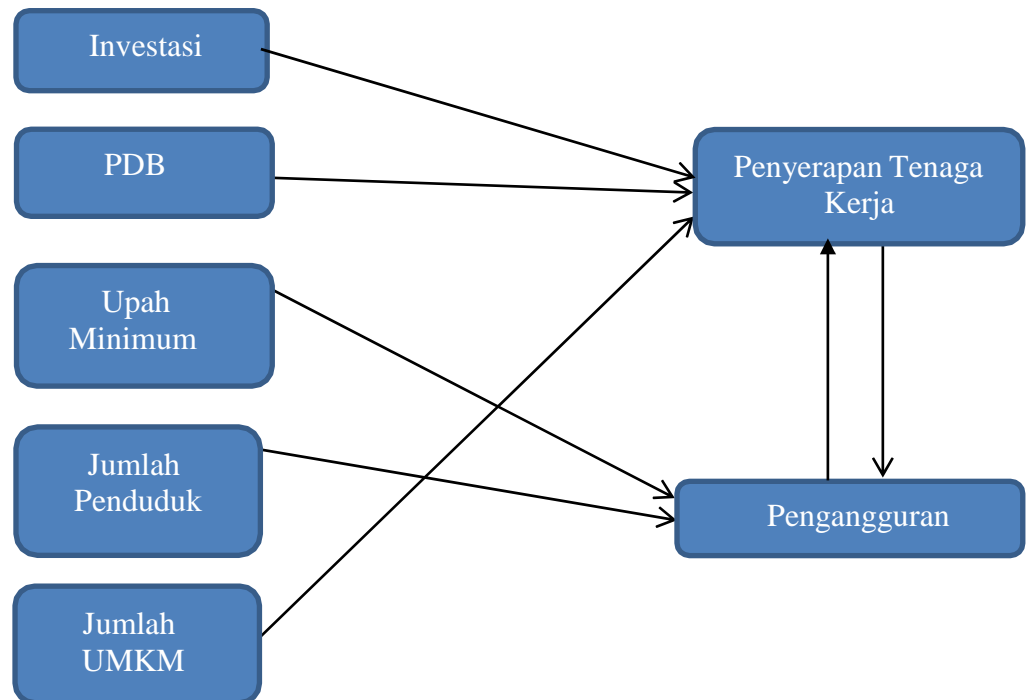 Investasi
PDB
Upah
Minimum
Jumlah
Penduduk
Jumlah
UMKM
Penyerapan Tenaga
Kerja
Pengangguran